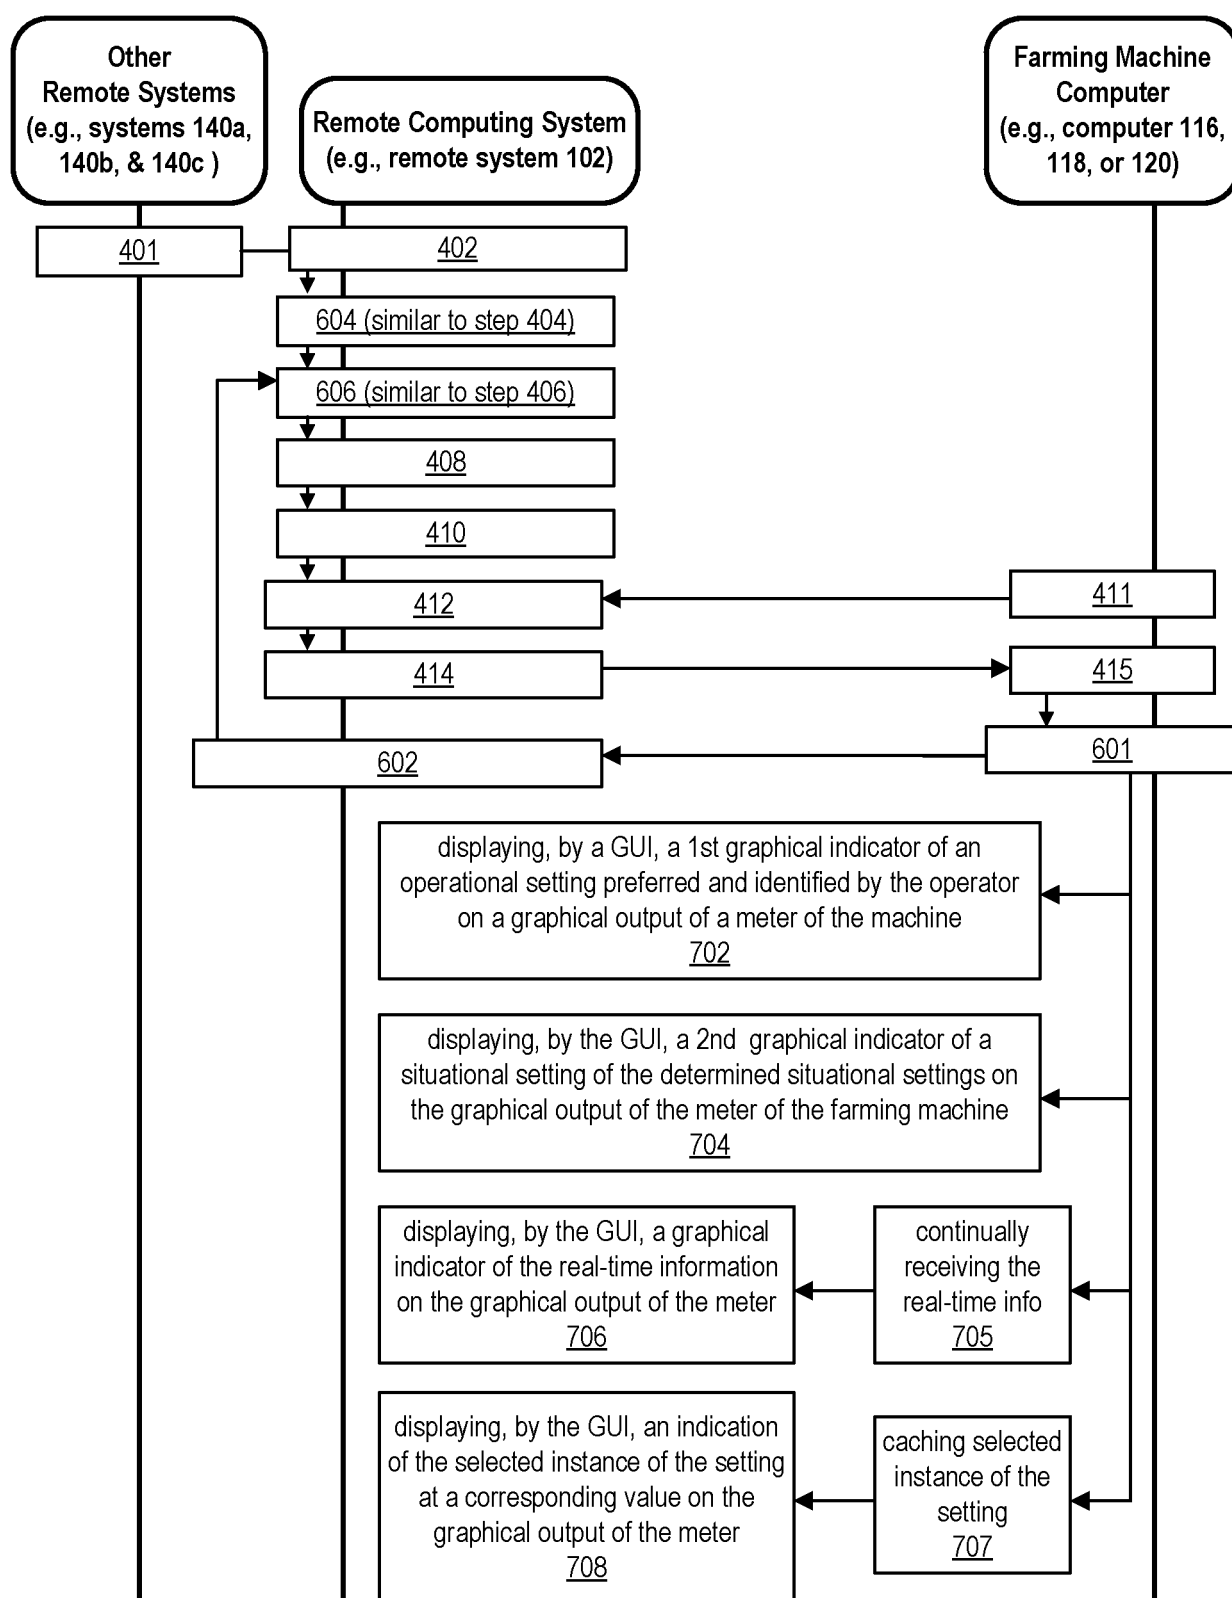 Other
Remote Systems
(e.g., systems 140a,
140b, & 140c )
Remote Computing System
(e.g., remote system 102)
Farming Machine
Computer
(e.g., computer 116,
118, or 120)
401
402
604 (similar to step 404)
606 (similar to step 406)
408
410
412
411
414
415
602
601
displaying, by a GUI, a 1st graphical indicator of an
operational setting preferred and identified by the operator
on a graphical output of a meter of the machine
702
displaying, by the GUI, a 2nd graphical indicator of a
situational setting of the determined situational settings on
the graphical output of the meter of the farming machine
704
displaying, by the GUI, a graphical
indicator of the real-time information
on the graphical output of the meter
706
continually
receiving the
real-time info
705
displaying, by the GUI, an indication
of the selected instance of the setting
at a corresponding value on the
graphical output of the meter
708
caching selected
instance of the
setting
707